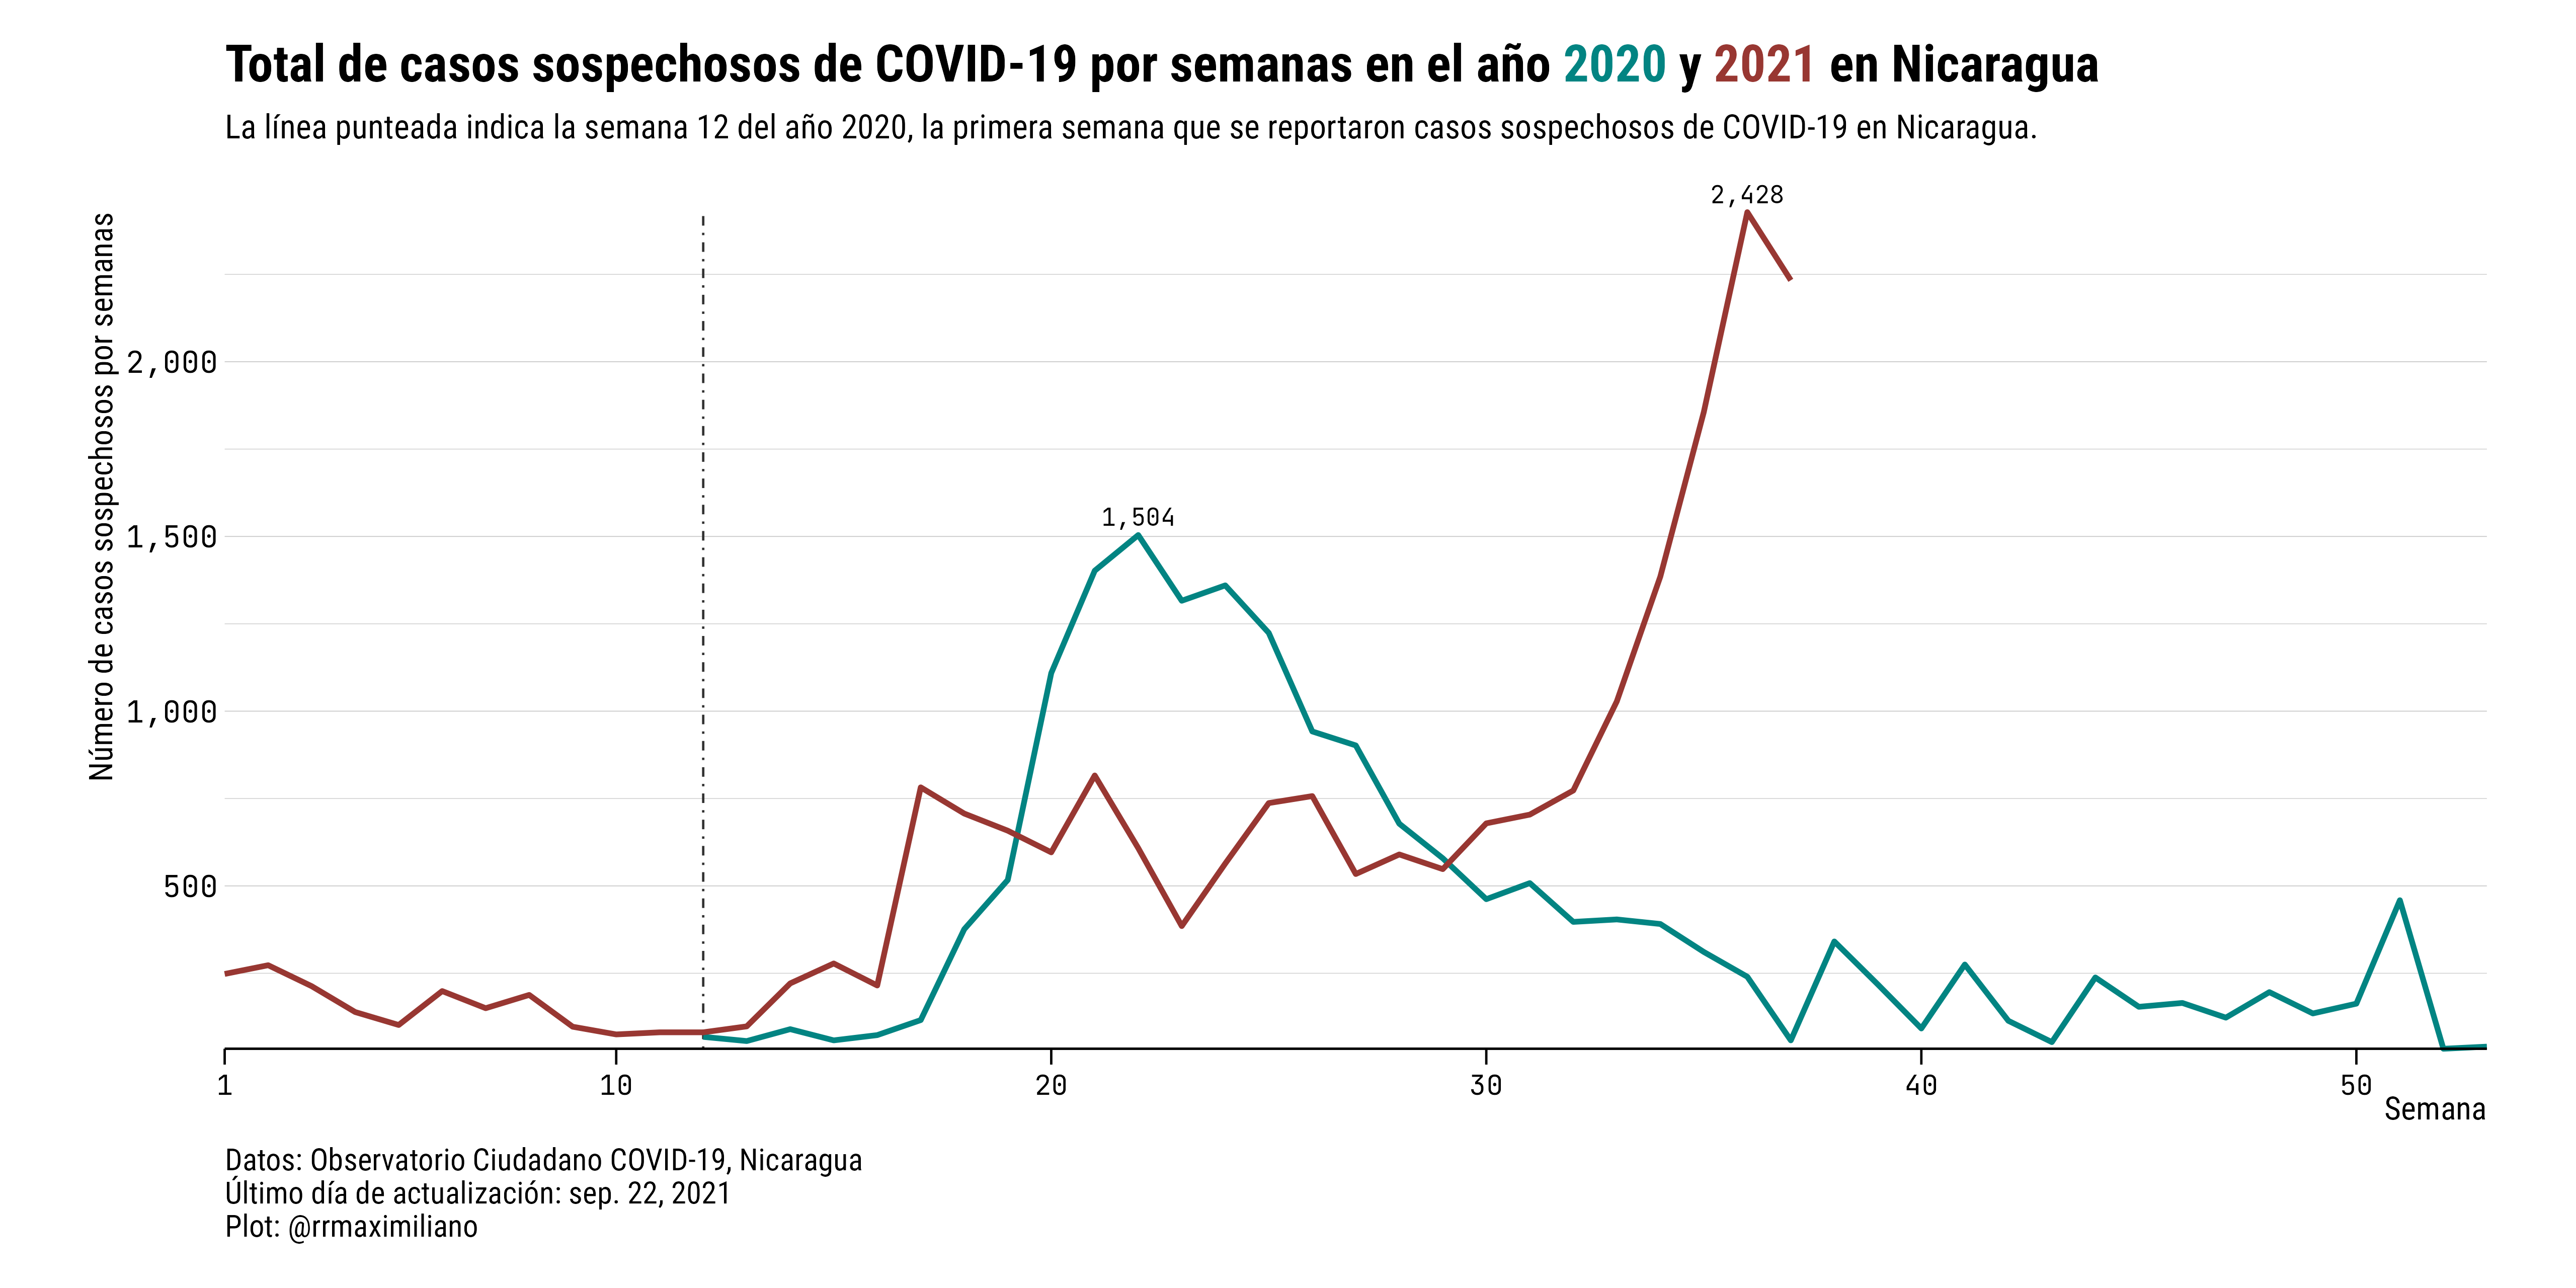 Total de casos sospechosos de COVID-19 por semanas en el año 2020 y 2021 en Nicaragua
La línea punteada indica la semana 12 del año 2020, la primera semana que se reportaron casos sospechosos de COVID-19 en Nicaragua.
Número de casos sospechosos por semanas
2,428
2,000
1,504
1,500
1,000
500
1
10
20
30
40
50
Semana
Datos: Observatorio Ciudadano COVID-19, Nicaragua
Último día de actualización: sep. 22, 2021
Plot: @rrmaximiliano